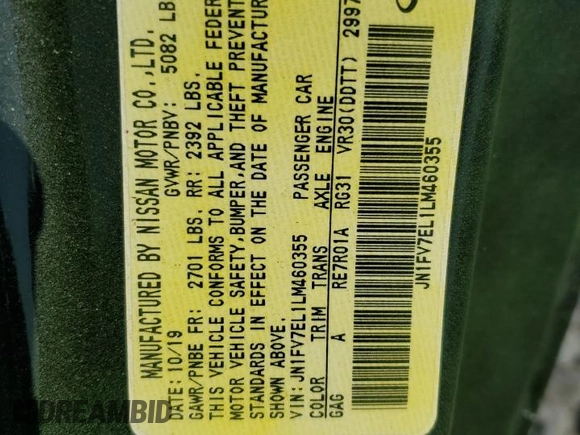 MANUFACTURED BY NISSAN MOTOR CO.,LTD.
DATE: 10/19 GVWR/PNBV: 5082 LB
GAWR/PNBE FR: 2701 LBS. RR: 2392 LBS.
THIS VEHICLE CONFORMS TO ALL APPLICABLE FEDER
MOTOR VEHICLE SAFETY,BUMPER,AND THEFT PREVENT
STANDARDS IN EFFECT ON THE DATE OF MANUFACTUR
SHOWN ABOVE.
VIN: JN1FV7EL1LM460355 PASSENGER CAR
COLOR TRIM TRANS AXLE ENGINE
GAG A RE7R01A RG31 VR30(DDTT) 2997
JN1FV7EL1LM460355
DREAMBID